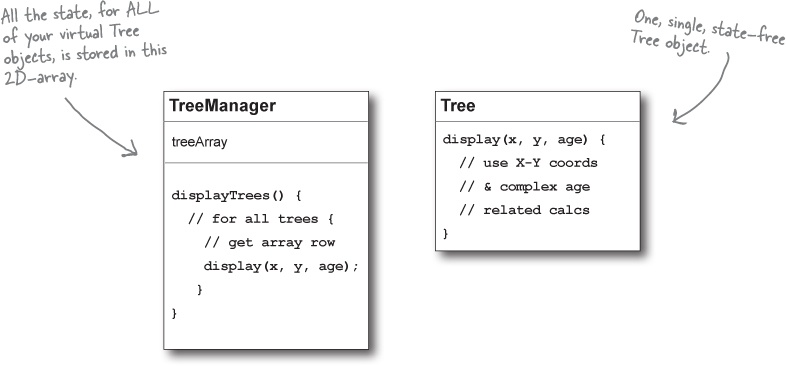 All the state, for ALL
of your virtual Tree
objects, is stored in this
2D-array.
One, single, state-free
Tree object.
TreeManager
treeArray
displayTrees() {
// for all trees {
// get array row
display(x, y, age);
}
}
Tree
display(x, y, age) {
// use X-Y coords
// & complex age
// related calcs
}